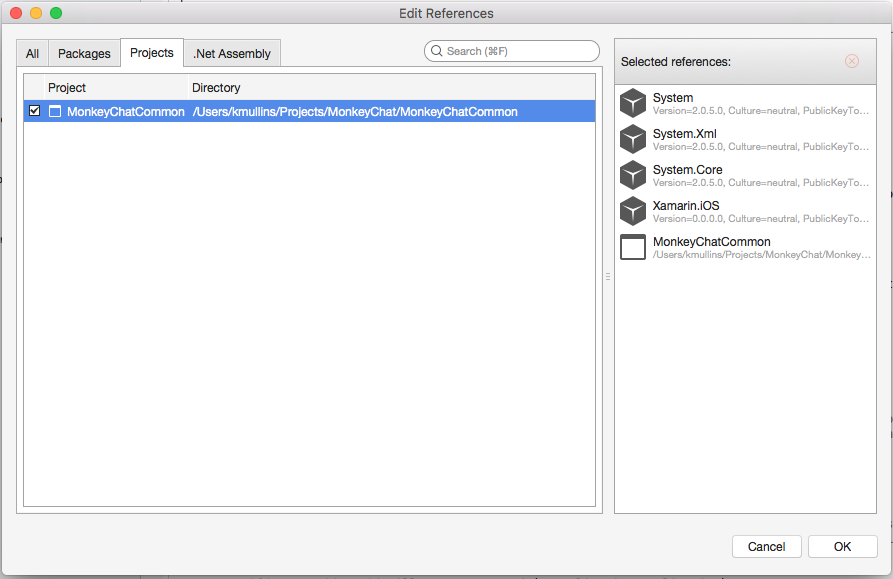 Edit References
All
Packages
Projects
.Net Assembly
Search (⌘F)
Project Directory
MonkeyChatCommon /Users/kmullins/Projects/MonkeyChat/MonkeyChatCommon
Selected references:
System
Version=2.0.5.0, Culture=neutral, PublicKeyTo...
System.Xml
Version=2.0.5.0, Culture=neutral, PublicKeyTo...
System.Core
Version=2.0.5.0, Culture=neutral, PublicKeyTo...
Xamarin.iOS
Version=0.0.0.0, Culture=neutral, PublicKeyTo...
MonkeyChatCommon
/Users/kmullins/Projects/MonkeyChat/Monkey...
Cancel
OK